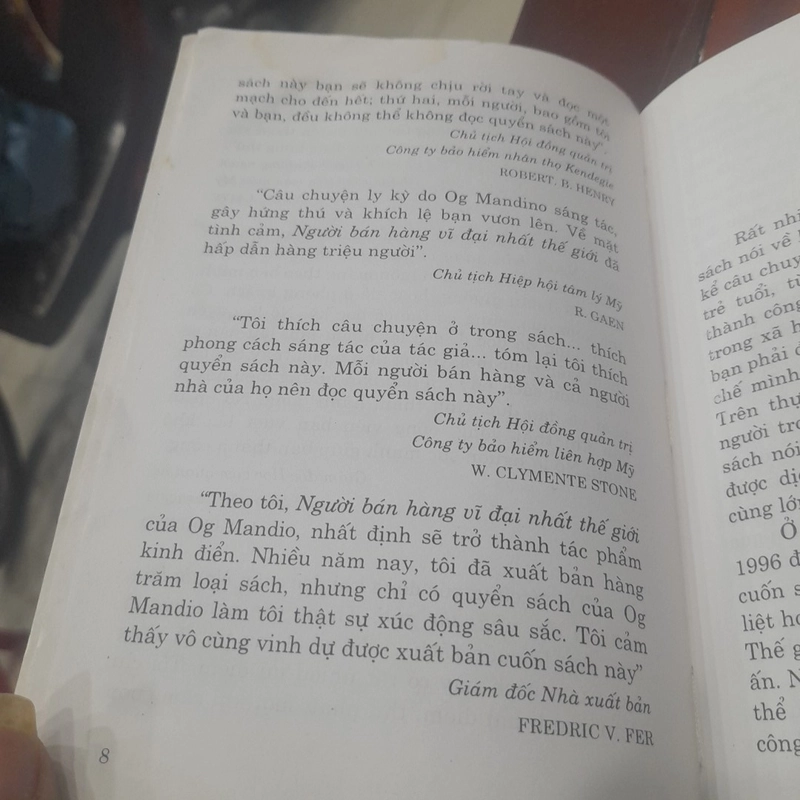 sách này bạn sẽ không chịu rời tay và đọc một
mạch cho đến hết; thứ hai, mỗi người, bao gồm tôi
và bạn, đều không thể không đọc quyển sách này".
Chủ tịch Hội đồng quản trị
Công ty bảo hiểm nhân thọ Kendegie
ROBERT. B. HENRY
"Câu chuyện ly kỳ do Og Mandino sáng tác,
gây hứng thú và khích lệ bạn vươn lên. Về mặt
tình cảm, Người bán hàng vĩ đại nhất thế giới đã
hấp dẫn hàng triệu người".
Chủ tịch Hiệp hội tâm lý Mỹ
R. GAEN
"Tôi thích câu chuyện ở trong sách... thích
phong cách sáng tác của tác giả... tóm lại tôi thích
quyển sách này. Mỗi người bán hàng và cả người
nhà của họ nên đọc quyển sách này".
Chủ tịch Hội đồng quản trị
Công ty bảo hiểm liên hợp Mỹ
W. CLYMENTE STONE
"Theo tôi, Người bán hàng vĩ đại nhất thế giới
của Og Mandio, nhất định sẽ trở thành tác phẩm
kinh điển. Nhiều năm nay, tôi đã xuất bản hàng
trăm loại sách, nhưng chỉ có quyển sách của Og
Mandio làm tôi thật sự xúc động sâu sắc. Tôi cảm
thấy vô cùng vinh dự được xuất bản cuốn sách này"
Giám đốc Nhà xuất bản
FREDRIC V. FER
8
Rất nhi
sách nói về
kể câu chuy
trẻ tuổi, từ
thành côn
trong xã h
bạn phải đ
chế mình
Trên thự
người tro
sách nói
được dịc
cùng lớn
Ở
1996 đ
cuốn s
liệt ho
Thế g
ấn. N
thể
công